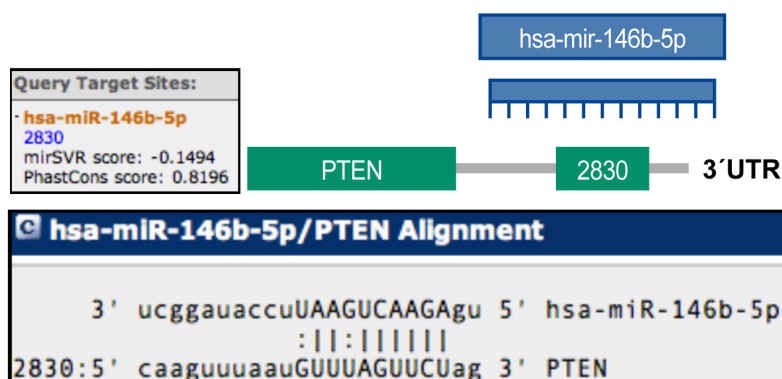 hsa-mir-146b-5p
Query Target Sites:
hsa-miR-146b-5p
2830
mirSVR score: -0.1494
PhastCons score: 0.8196
PTEN 2830 3´UTR
hsa-miR-146b-5p/PTEN Alignment
3' ucggauaccuUAAGUCAAGAgu 5' hsa-miR-146b-5p
:||:||||||
2830:5' caaguuuaauGUUUAGUUCUag 3' PTEN